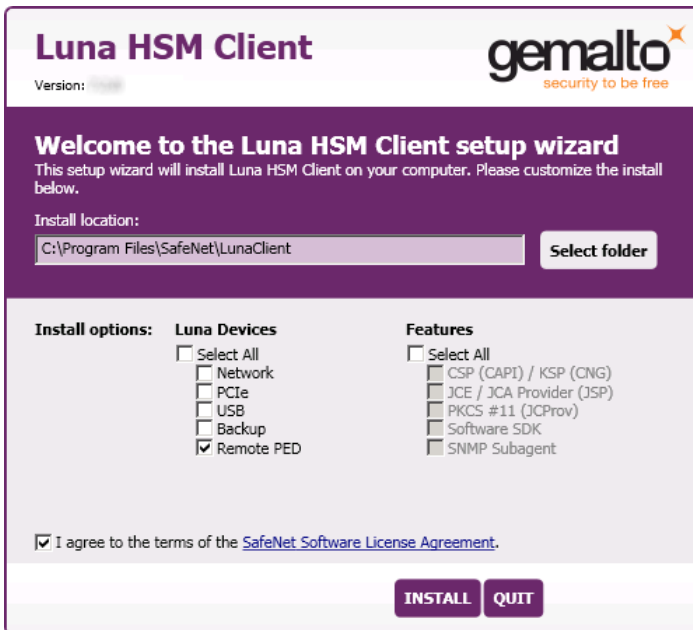 Luna HSM Client
gemalto
security to be free
Version:
Welcome to the Luna HSM Client setup wizard
This setup wizard will install Luna HSM Client on your computer. Please customize the install
below.
Install location:
C:\Program Files\SafeNet\LunaClient
Select folder
Install options:
Luna Devices
Select All
Network
PCIe
USB
Backup
Remote PED
Features
Select All
CSP (CAPI) / KSP (CNG)
JCE / JCA Provider (JSP)
PKCS #11 (JCProv)
Software SDK
SNMP Subagent
I agree to the terms of the SafeNet Software License Agreement.
INSTALL
QUIT